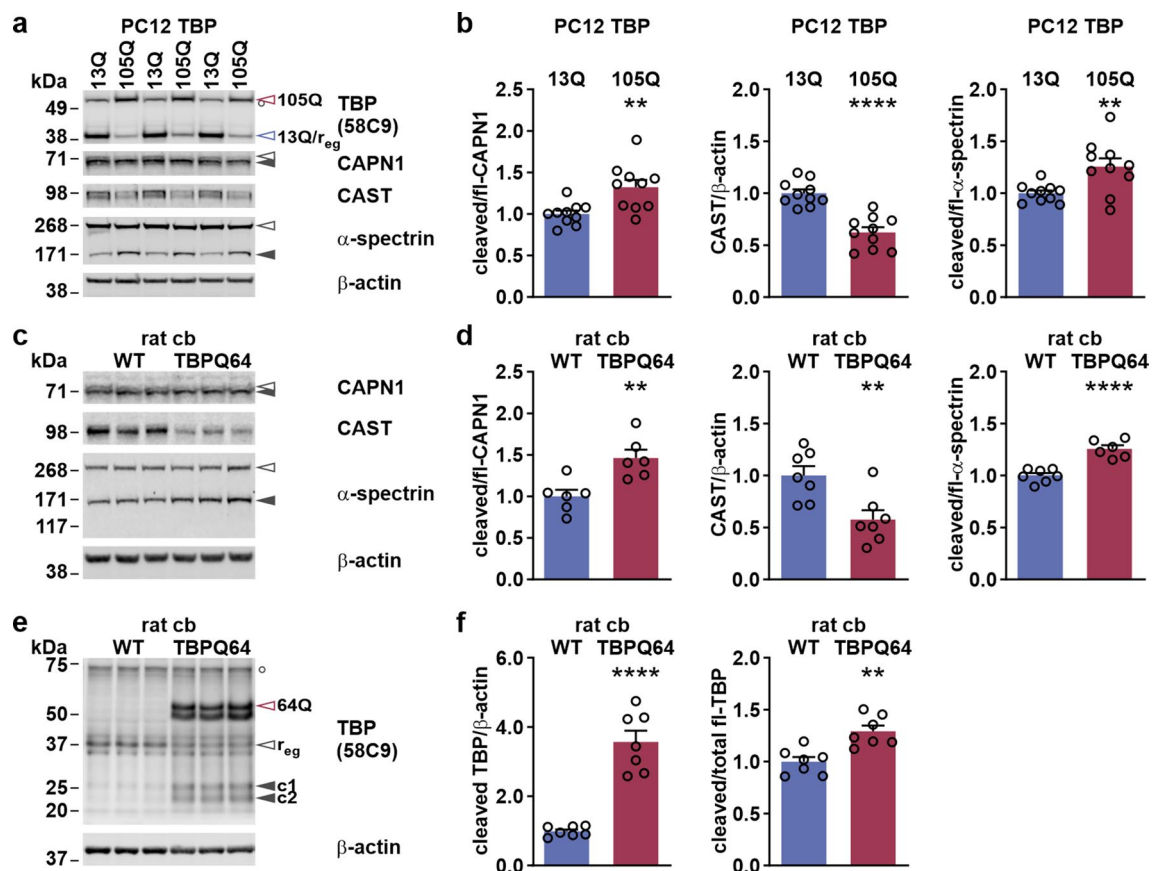 a
PC12 TBP
13Q 105Q 13Q 105Q 13Q 105Q
kDa
49
38
71
98
268
171
38
105Q
13Q/reg
TBP
(58C9)
CAPN1
CAST
α-spectrin
β-actin
b
PC12 TBP
13Q 105Q
**
cleaved/fl-CAPN1
2.5
2.0
1.5
1.0
0.5
0.0
PC12 TBP
13Q 105Q
****
CAST/β-actin
2.0
1.5
1.0
0.5
0.0
PC12 TBP
13Q 105Q
**
cleaved/fl-α-spectrin
2.0
1.5
1.0
0.5
0.0
c
rat cb
kDa WT TBPQ64
71
98
268
171
117
38
CAPN1
CAST
α-spectrin
β-actin
d
rat cb
WT TBPQ64
**
cleaved/fl-CAPN1
2.5
2.0
1.5
1.0
0.5
0.0
rat cb
WT TBPQ64
**
CAST/β-actin
2.0
1.5
1.0
0.5
0.0
rat cb
WT TBPQ64
****
cleaved/fl-α-spectrin
2.0
1.5
1.0
0.5
0.0
e
rat cb
kDa WT TBPQ64
75
50
37
25
20
37
64Q
reg
c1
c2
TBP
(58C9)
β-actin
f
rat cb
WT TBPQ64
****
cleaved TBP/β-actin
6.0
4.0
2.0
0.0
rat cb
WT TBPQ64
**
cleaved/total fl-TBP
2.0
1.5
1.0
0.5
0.0